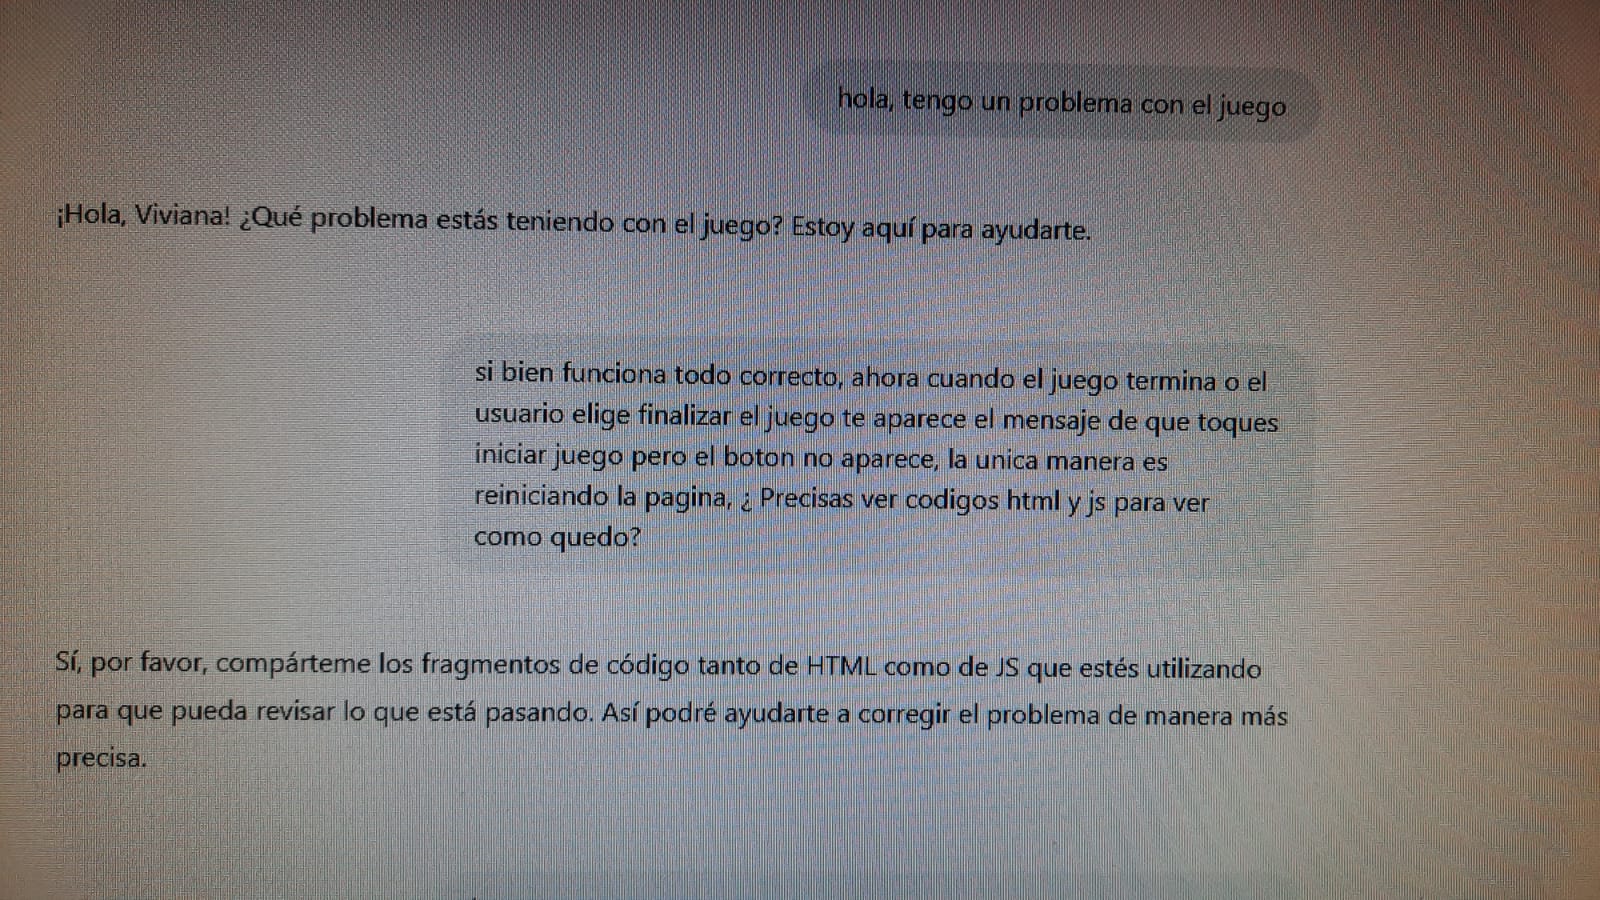 hola, tengo un problema con el juego
¡Hola, Viviana! ¿Qué problema estás teniendo con el juego? Estoy aquí para ayudarte.
si bien funciona todo correcto, ahora cuando el juego termina o el
usuario elige finalizar el juego te aparece el mensaje de que toques
iniciar juego pero el boton no aparece, la unica manera es
reiniciando la pagina, ¿ Precisas ver codigos html y js para ver
como quedo?
Sí, por favor, compárteme los fragmentos de código tanto de HTML como de JS que estés utilizando
para que pueda revisar lo que está pasando. Así podré ayudarte a corregir el problema de manera más
precisa.